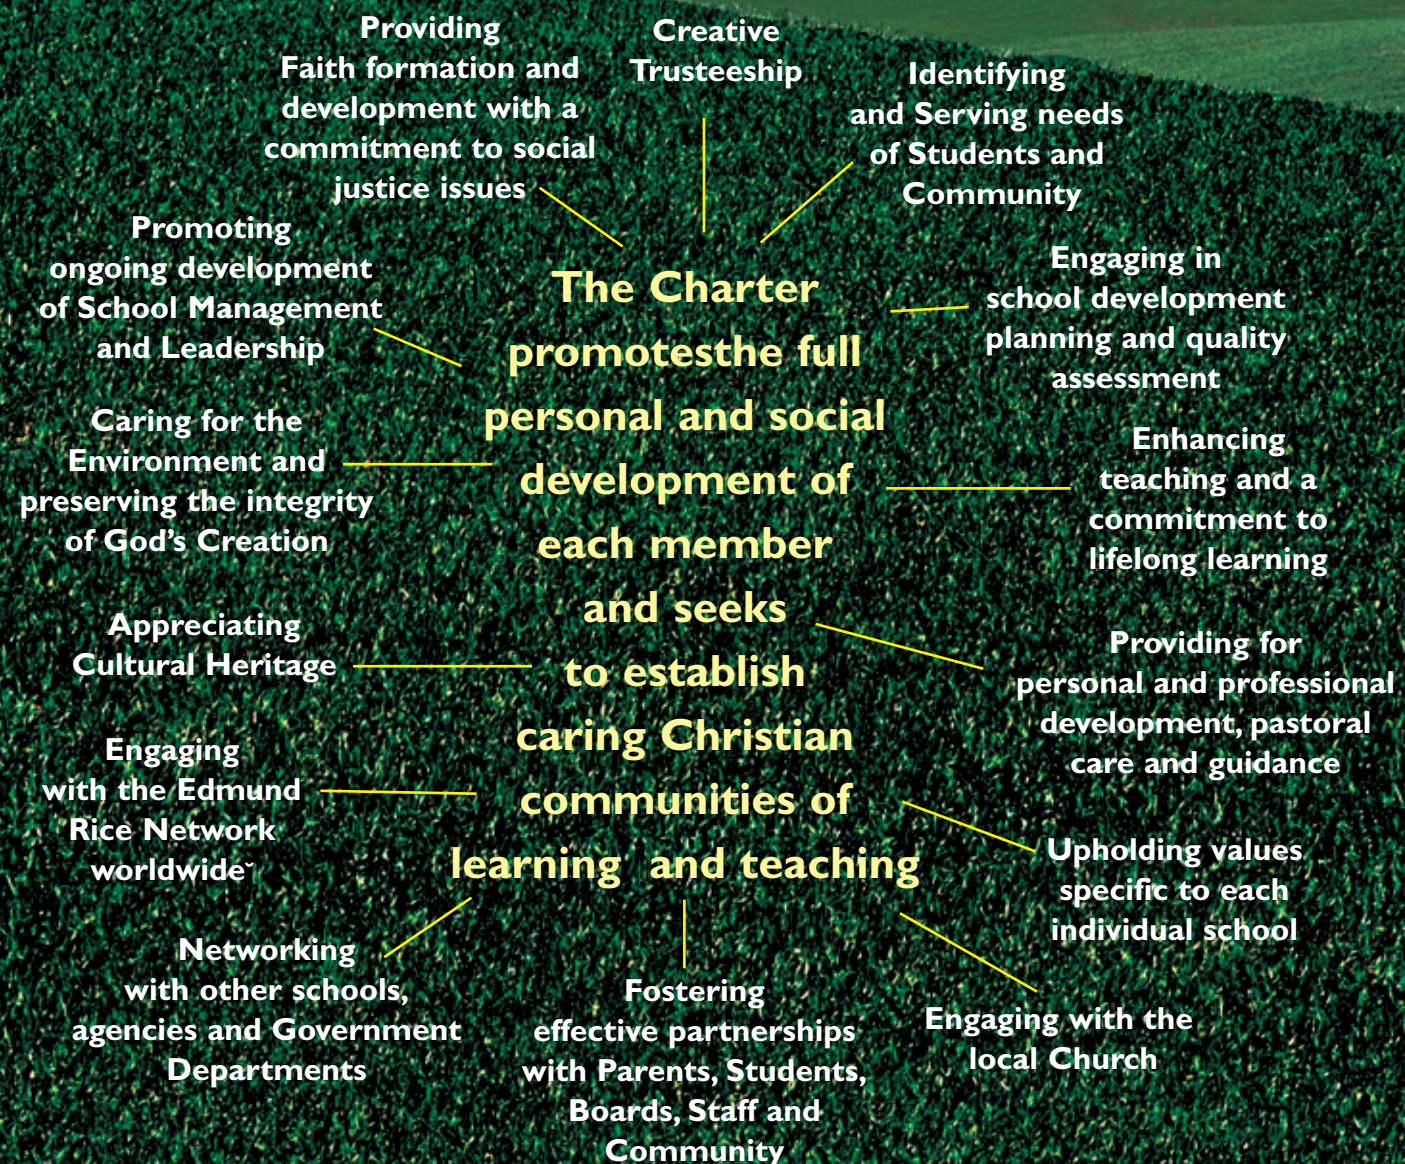 Providing
Faith formation and
development with a
commitment to social
justice issues
Creative
Trusteeship
Identifying
and Serving needs
of Students and
Community
Promoting
ongoing development
of School Management
and Leadership
Engaging in
school development
planning and quality
assessment
The Charter
promotesthe full
personal and social
development of
each member
and seeks
to establish
caring Christian
communities of
learning  and teaching
Caring for the
Environment and
preserving the integrity
of God’s Creation
Enhancing
teaching and a
commitment to
lifelong learning
Appreciating
Cultural Heritage
Providing for
personal and professional
development, pastoral
care and guidance
Engaging
with the Edmund
Rice Network
worldwideˇ
Upholding values
specific to each
individual school
Networking
with other schools,
agencies and Government
Departments
Fostering
effective partnerships
with Parents, Students,
Boards, Staff and
Community
Engaging with the
local Church